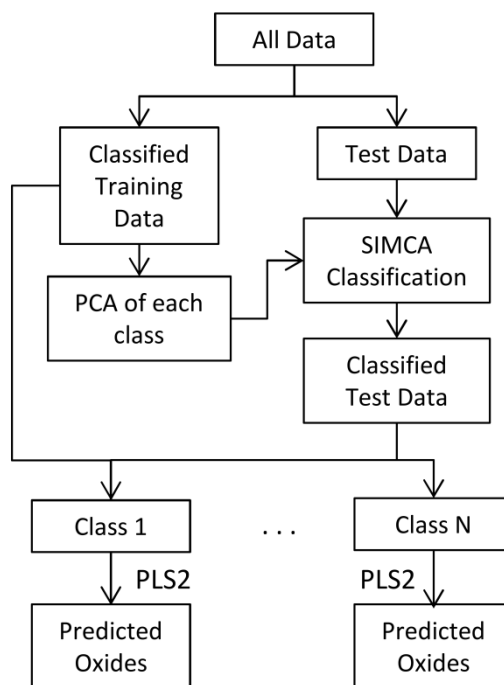 All Data
Classified
Training
Data
Test Data
PCA of each
class
SIMCA
Classification
Classified
Test Data
Class 1
. . .
Class N
PLS2
PLS2
Predicted
Oxides
Predicted
Oxides